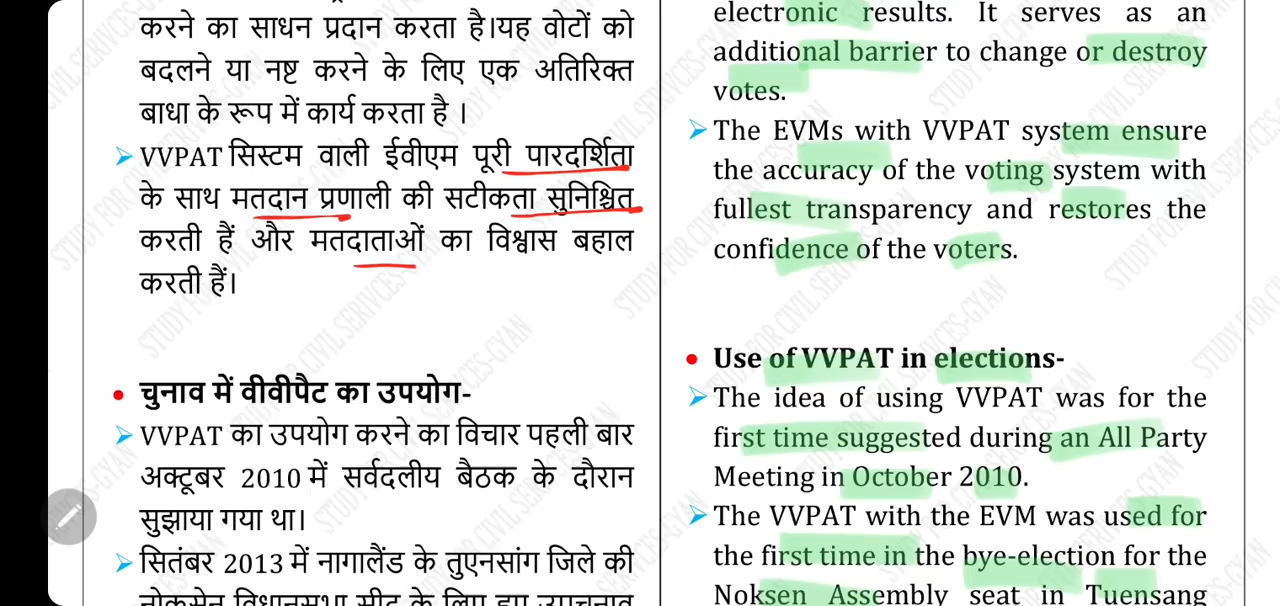 करने का साधन प्रदान करता है।यह वोटों को
बदलने या नष्ट करने के लिए एक अतिरिक्त
बाधा के रूप में कार्य करता है ।
VVPAT सिस्टम वाली ईवीएम पूरी पारदर्शिता
के साथ मतदान प्रणाली की सटीकता सुनिश्चित
करती हैं और मतदाताओं का विश्वास बहाल
करती हैं।
चुनाव में वीवीपैट का उपयोग-
VVPAT का उपयोग करने का विचार पहली बार
अक्टूबर 2010 में सर्वदलीय बैठक के दौरान
सुझाया गया था।
सितंबर 2013 में नागालैंड के तुएनसांग जिले की
नोकसेन विधानसभा सीट के लिए हुए उपचुनाव
electronic results. It serves as an
additional barrier to change or destroy
votes.
The EVMs with VVPAT system ensure
the accuracy of the voting system with
fullest transparency and restores the
confidence of the voters.
Use of VVPAT in elections-
The idea of using VVPAT was for the
first time suggested during an All Party
Meeting in October 2010.
The VVPAT with the EVM was used for
the first time in the bye-election for the
Noksen Assembly seat in Tuensang